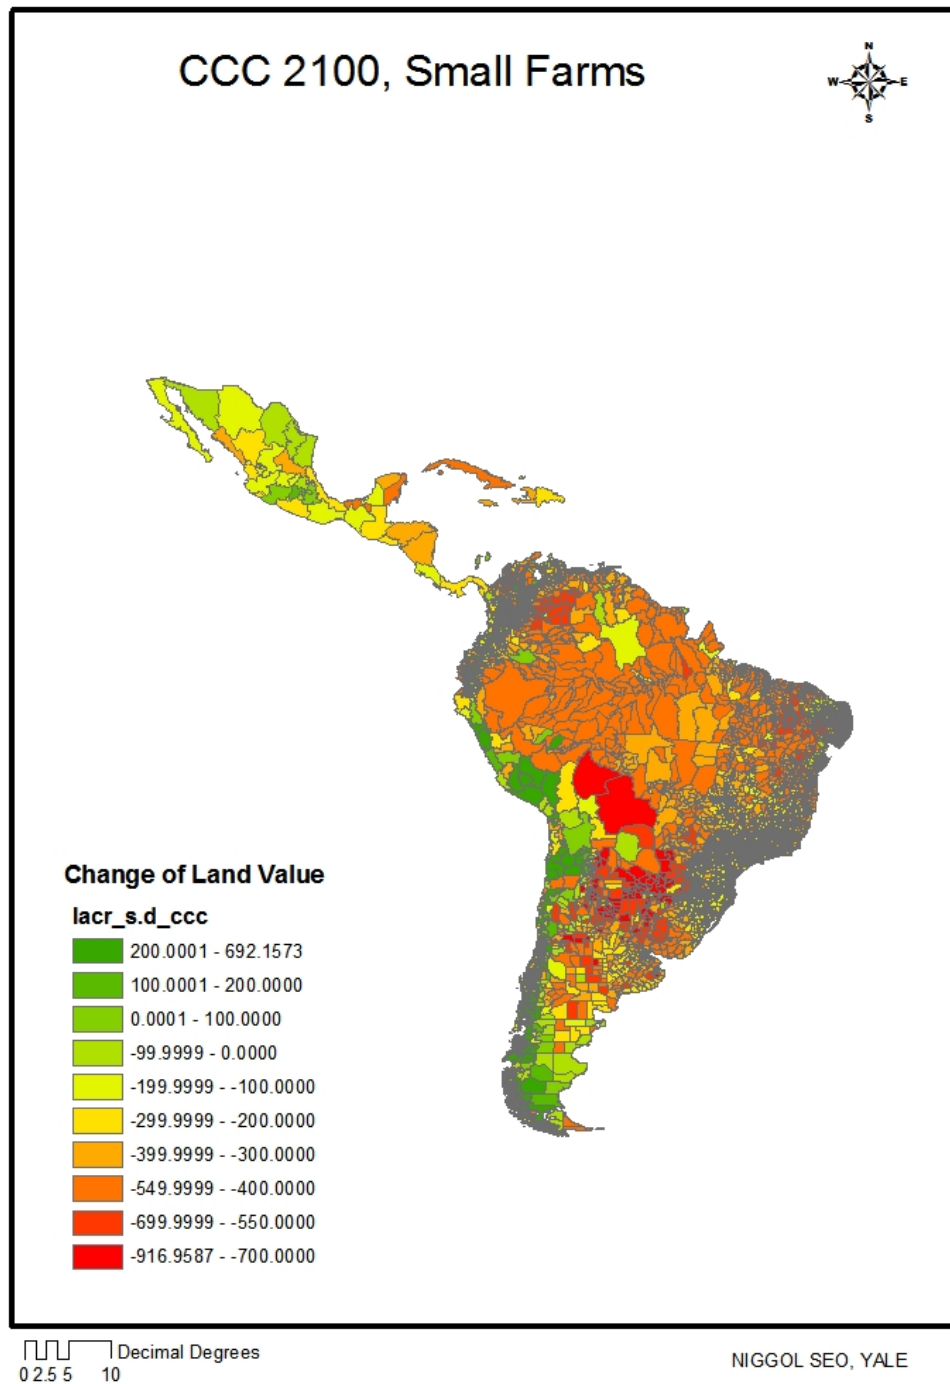 CCC 2100, Small Farms
N
W E
S
Change of Land Value
lacr_s.d_ccc
200.0001 - 692.1573
100.0001 - 200.0000
0.0001 - 100.0000
-99.9999 - 0.0000
-199.9999 - -100.0000
-299.9999 - -200.0000
-399.9999 - -300.0000
-549.9999 - -400.0000
-699.9999 - -550.0000
-916.9587 - -700.0000
Decimal Degrees
0 2.5 5 10
NIGGOL SEO, YALE